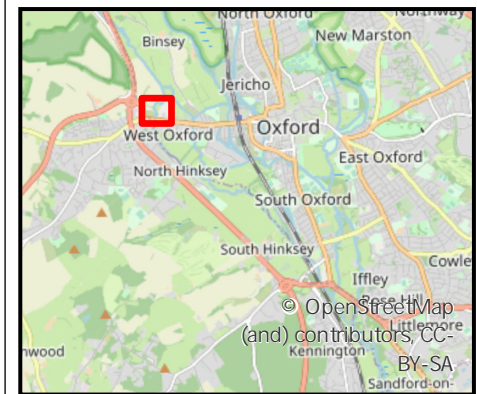 North Oxford
Northway
Binsey
New Marston
Jericho
West Oxford
Oxford
East Oxford
North Hinksey
South Oxford
South Hinksey
Cowle
Iffley
© OpenStreetMap
Rose Hill
(and) contributors, CC-
Littlemore
nwood
Kennington
BY-SA
Sandford-on-